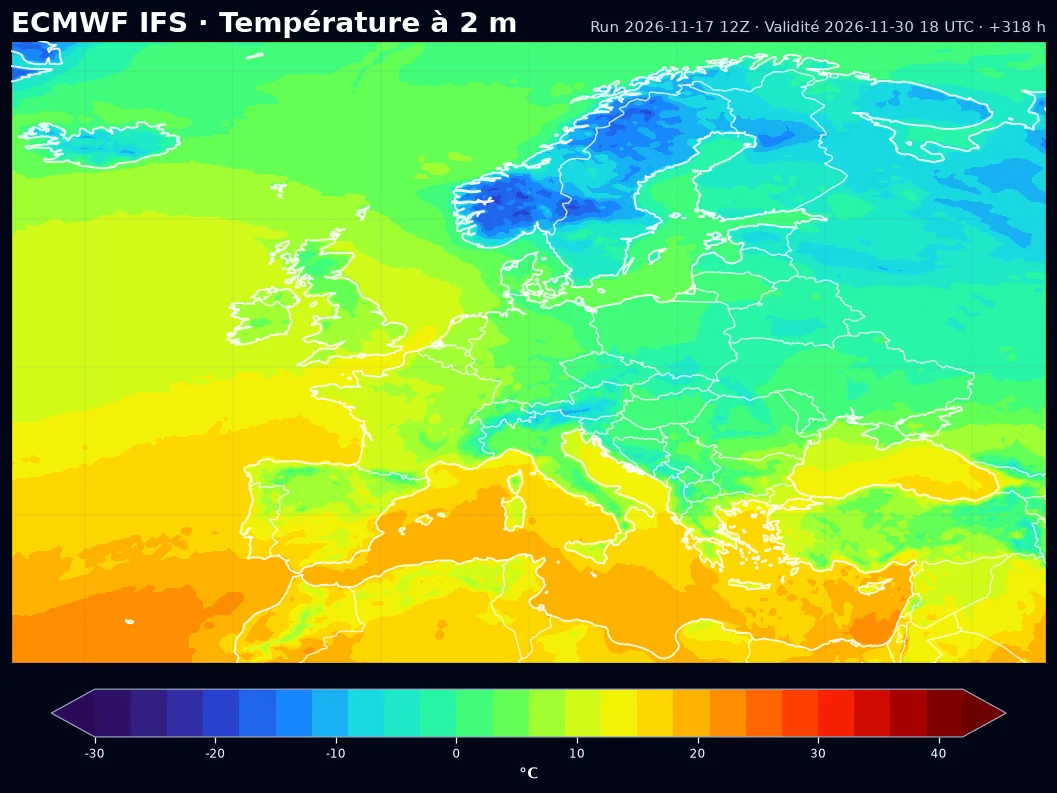 ECMWF IFS · Température à 2 m
Run 2026-11-17 12Z · Validité 2026-11-30 18 UTC · +318 h
-30 -20 -10 0 10 20 30 40
°C